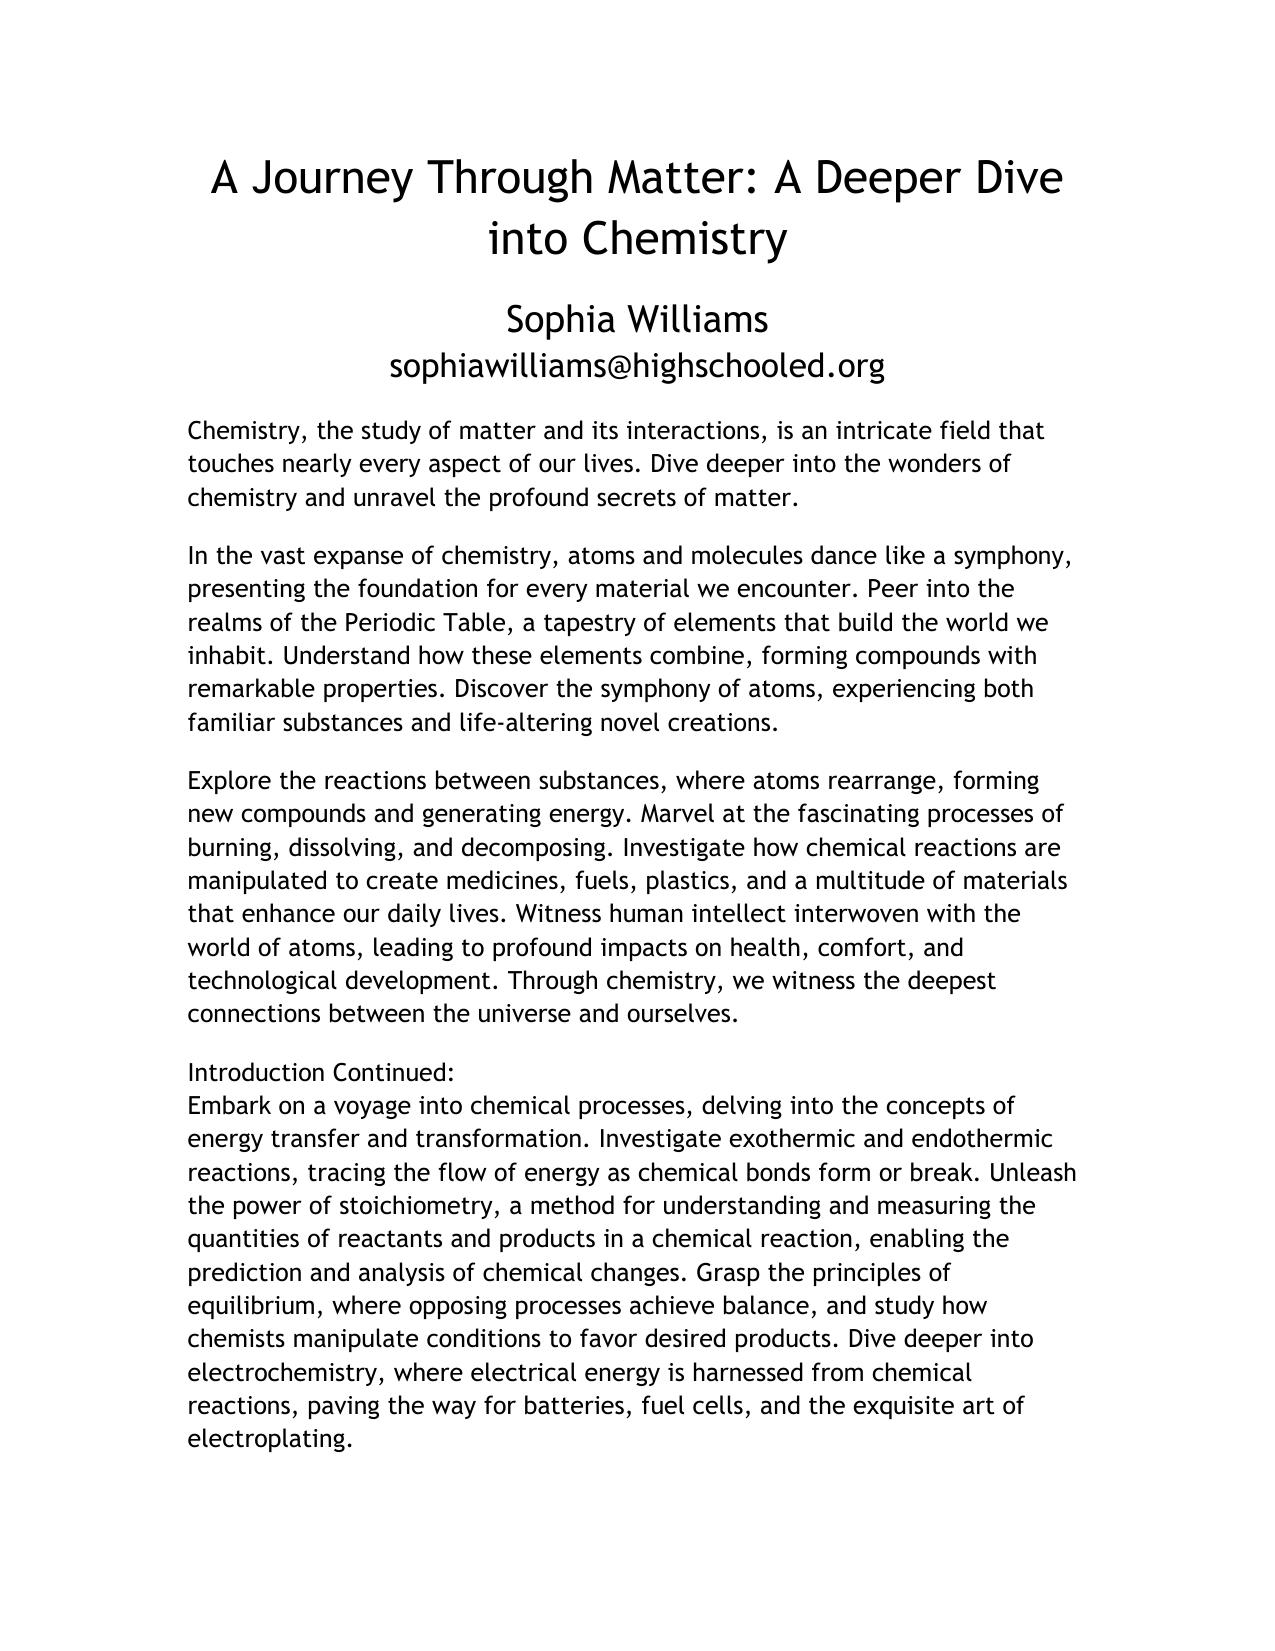 A Journey Through Matter: A Deeper Dive
into Chemistry
Sophia Williams
sophiawilliams@highschooled.org
Chemistry, the study of matter and its interactions, is an intricate field that
touches nearly every aspect of our lives. Dive deeper into the wonders of
chemistry and unravel the profound secrets of matter.
In the vast expanse of chemistry, atoms and molecules dance like a symphony,
presenting the foundation for every material we encounter. Peer into the
realms of the Periodic Table, a tapestry of elements that build the world we
inhabit. Understand how these elements combine, forming compounds with
remarkable properties. Discover the symphony of atoms, experiencing both
familiar substances and life-altering novel creations.
Explore the reactions between substances, where atoms rearrange, forming
new compounds and generating energy. Marvel at the fascinating processes of
burning, dissolving, and decomposing. Investigate how chemical reactions are
manipulated to create medicines, fuels, plastics, and a multitude of materials
that enhance our daily lives. Witness human intellect interwoven with the
world of atoms, leading to profound impacts on health, comfort, and
technological development. Through chemistry, we witness the deepest
connections between the universe and ourselves.
Introduction Continued:
Embark on a voyage into chemical processes, delving into the concepts of
energy transfer and transformation. Investigate exothermic and endothermic
reactions, tracing the flow of energy as chemical bonds form or break. Unleash
the power of stoichiometry, a method for understanding and measuring the
quantities of reactants and products in a chemical reaction, enabling the
prediction and analysis of chemical changes. Grasp the principles of
equilibrium, where opposing processes achieve balance, and study how
chemists manipulate conditions to favor desired products. Dive deeper into
electrochemistry, where electrical energy is harnessed from chemical
reactions, paving the way for batteries, fuel cells, and the exquisite art of
electroplating.